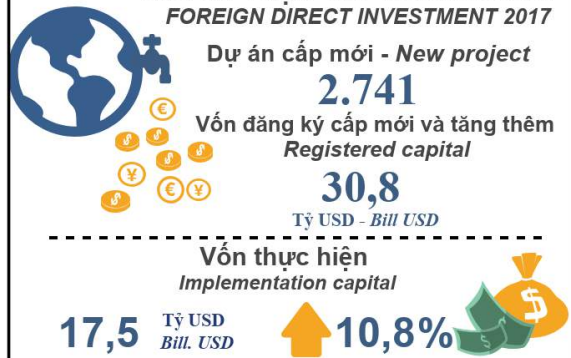 FOREIGN DIRECT INVESTMENT 2017
Dự án cấp mới - New project
2.741
Vốn đăng ký cấp mới và tăng thêm
Registered capital
30,8
Tỷ USD - Bill USD
Vốn thực hiện
Implementation capital
17,5 Tỷ USD
Bill. USD
10,8%